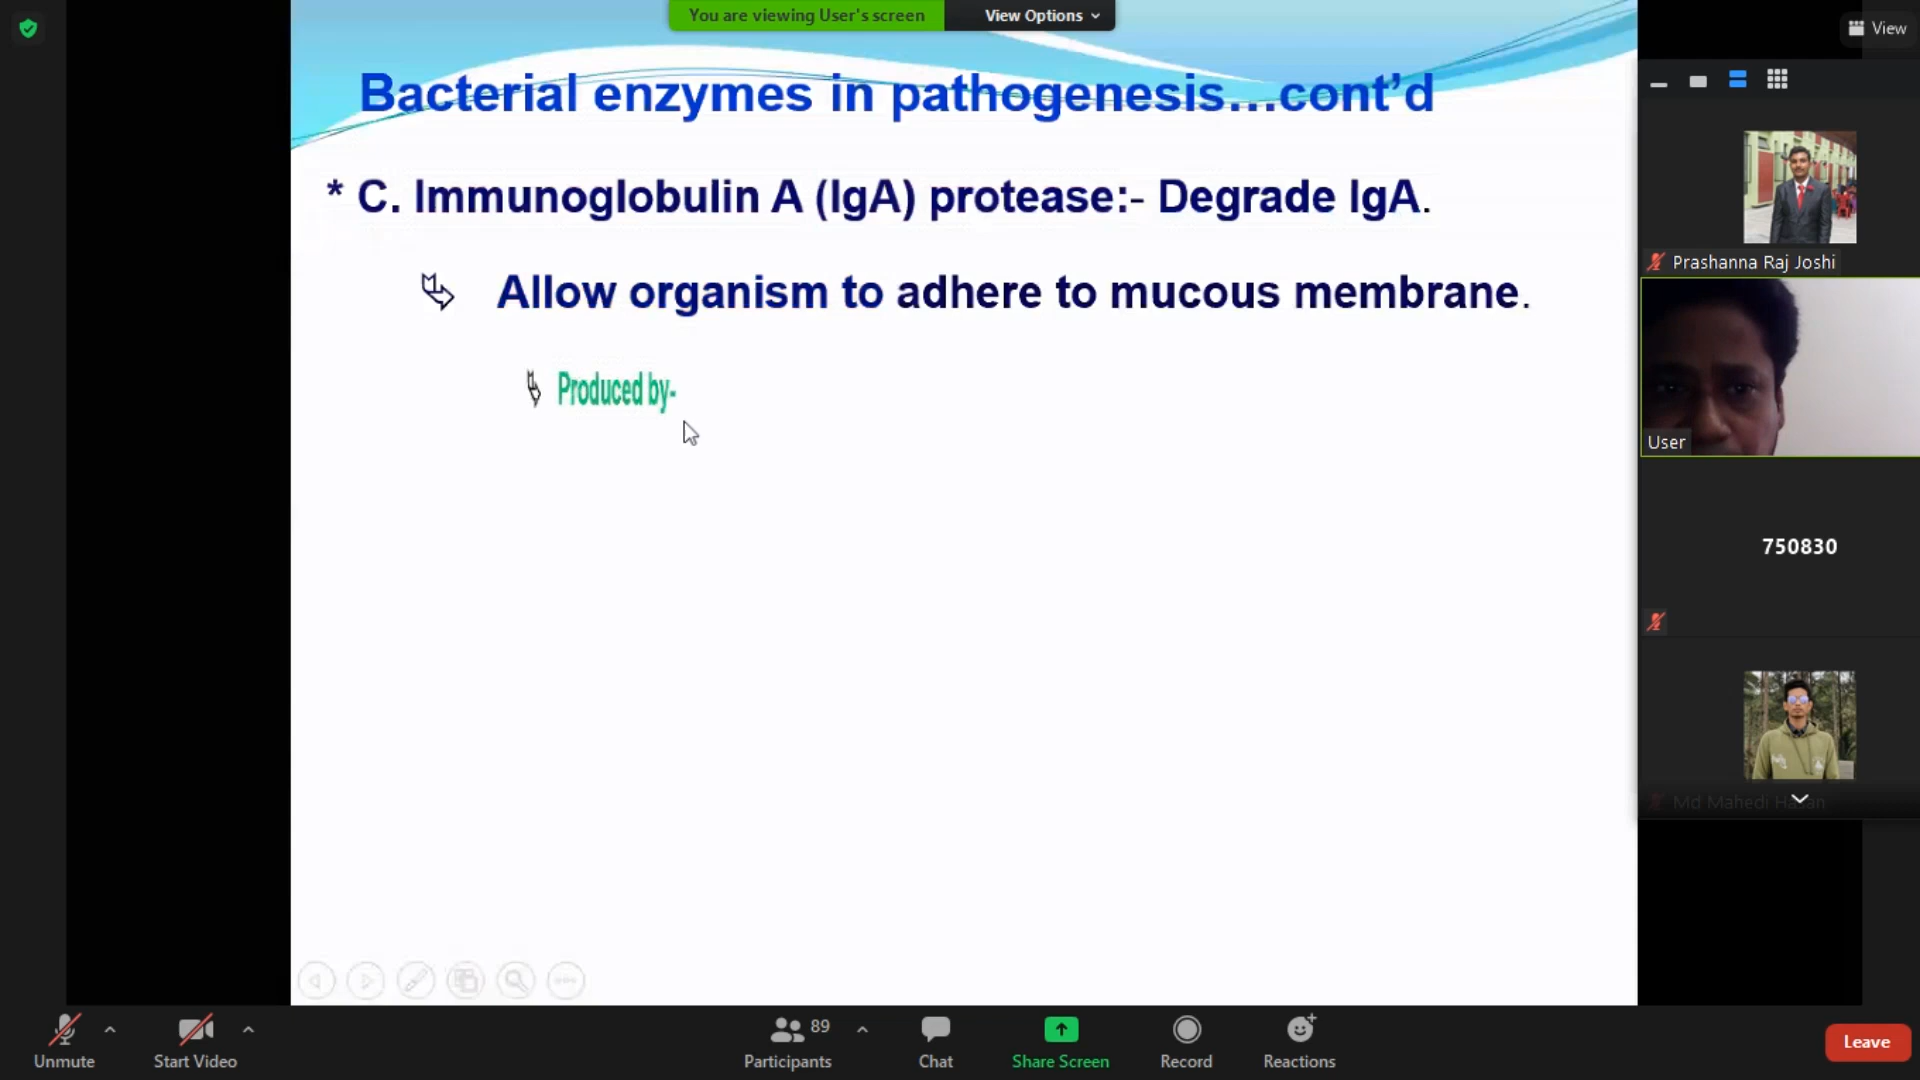 You are viewing User's screen View Options
View
Bacterial enzymes in pathogenesis...cont'd
* C. Immunoglobulin A (IgA) protease:- Degrade IgA.
Allow organism to adhere to mucous membrane.
Produced by-
Prashanna Raj Joshi
User
750830
Md Mahedi Hasan
Unmute
Start Video
89
Participants
Chat
Share Screen
Record
Reactions
Leave